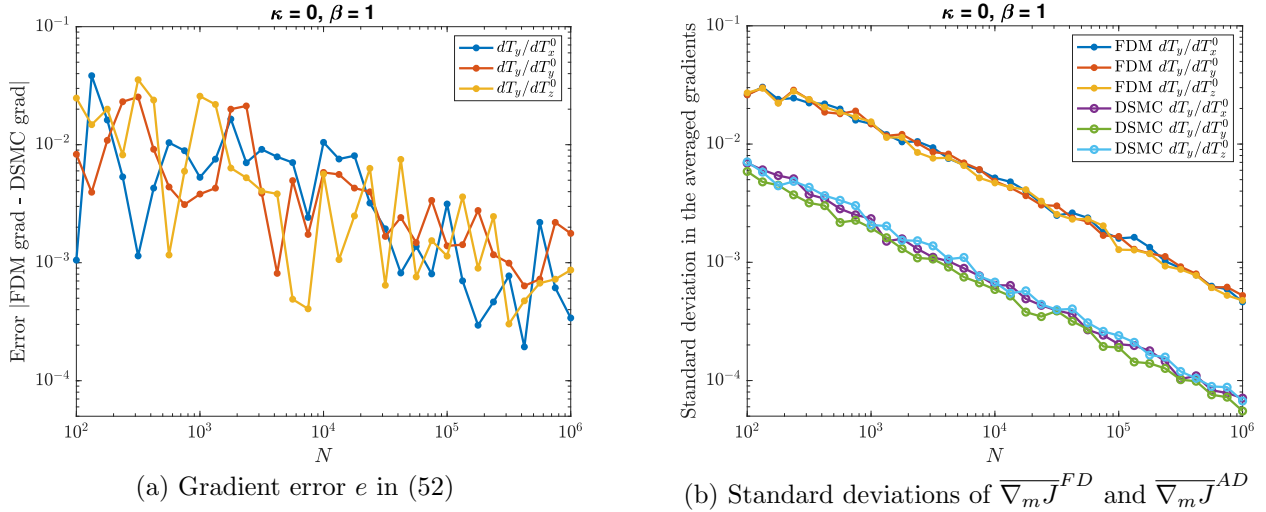 κ = 0, β = 1
Error |FDM grad - DSMC grad|
10^{-1}
10^{-2}
10^{-3}
10^{-4}
dT_y/dT_x^0
dT_y/dT_y^0
dT_y/dT_z^0
10^2
10^3
10^4
10^5
10^6
N
(a) Gradient error e in (52)
κ = 0, β = 1
Standard deviation in the averaged gradients
10^{-1}
10^{-2}
10^{-3}
10^{-4}
FDM dT_y/dT_x^0
FDM dT_y/dT_y^0
FDM dT_y/dT_z^0
DSMC dT_y/dT_x^0
DSMC dT_y/dT_y^0
DSMC dT_y/dT_z^0
10^2
10^3
10^4
10^5
10^6
N
(b) Standard deviations of \overline{∇_m J}^{FD} and \overline{∇_m J}^{AD}